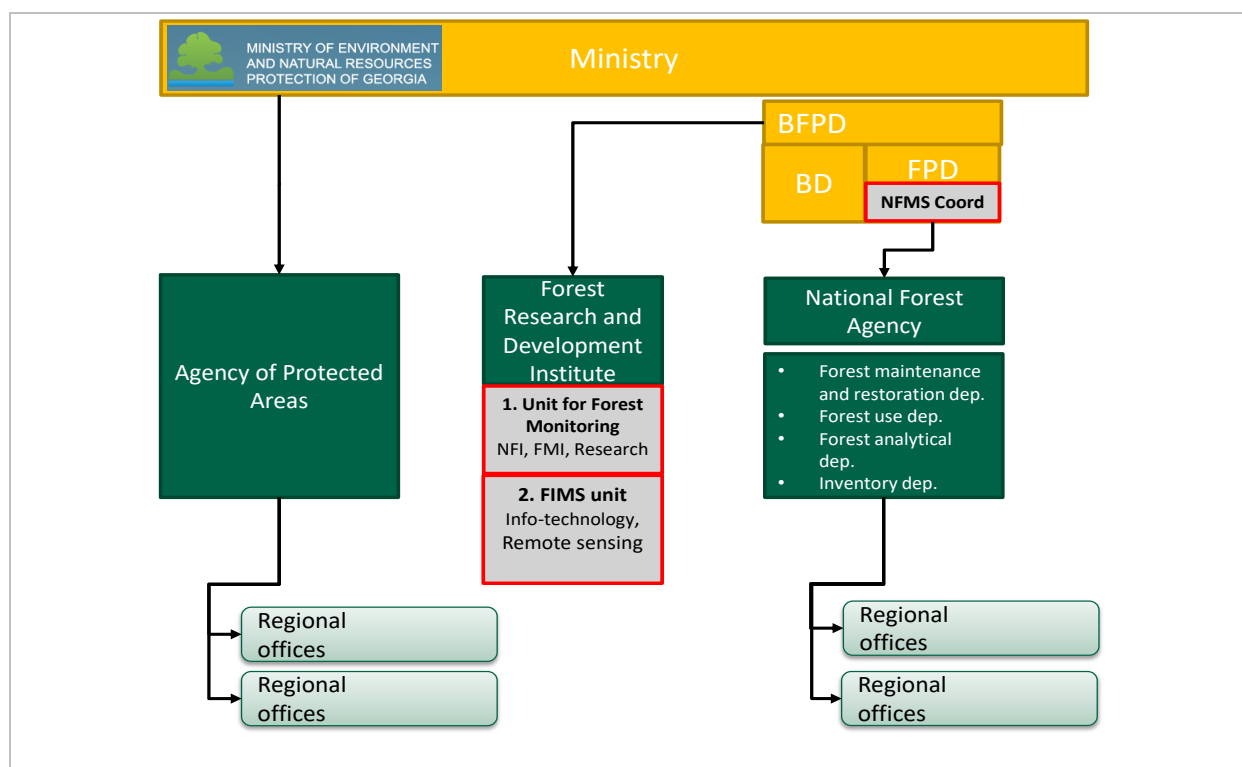 MINISTRY OF ENVIRONMENT
AND NATURAL RESOURCES
PROTECTION OF GEORGIA
Ministry
BFPD
BD
FPD
NFMS Coord
Agency of Protected
Areas
Forest
Research and
Development
Institute
1. Unit for Forest
Monitoring
NFI, FMI, Research
2. FIMS unit
Info-technology,
Remote sensing
National Forest
Agency
• Forest maintenance
and restoration dep.
• Forest use dep.
• Forest analytical
dep.
• Inventory dep.
Regional
offices
Regional
offices
Regional
offices
Regional
offices